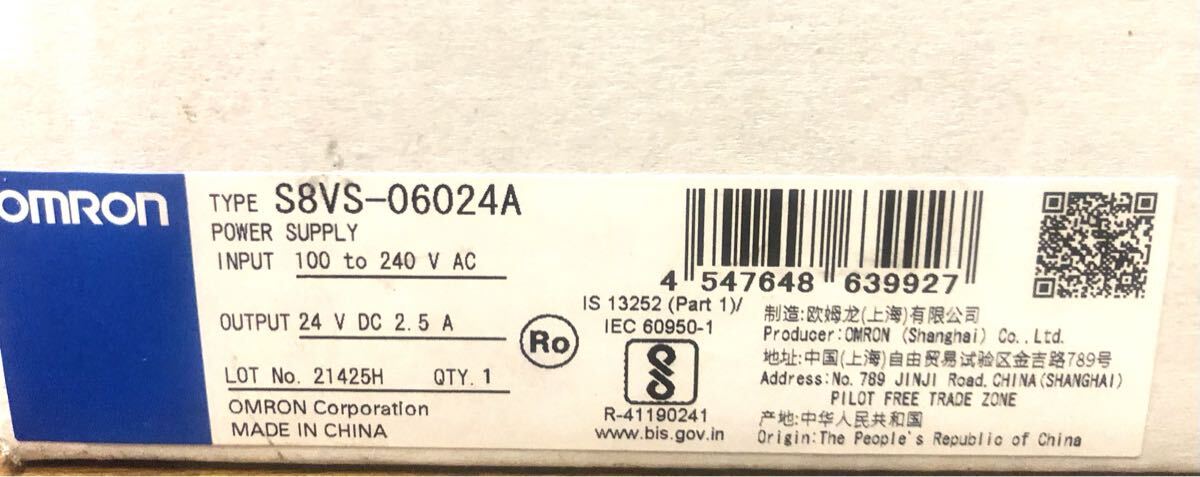 OMRON
TYPE S8VS-06024A
POWER SUPPLY
INPUT 100 to 240 V AC
OUTPUT 24 V DC 2.5 A
LOT No. 21425H QTY. 1
OMRON Corporation
MADE IN CHINA
Ro
4 547648 639927
IS 13252 (Part 1)/
IEC 60950-1
R-41190241
www.bis.gov.in
制造:欧姆龙(上海)有限公司
Producer:OMRON (Shanghai) Co.,Ltd.
地址:中国(上海)自由贸易试验区金吉路789号
Address:No. 789 JINJI Road. CHINA(SHANGHAI)
PILOT FREE TRADE ZONE
产地:中华人民共和国
Origin:The People's Republic of China